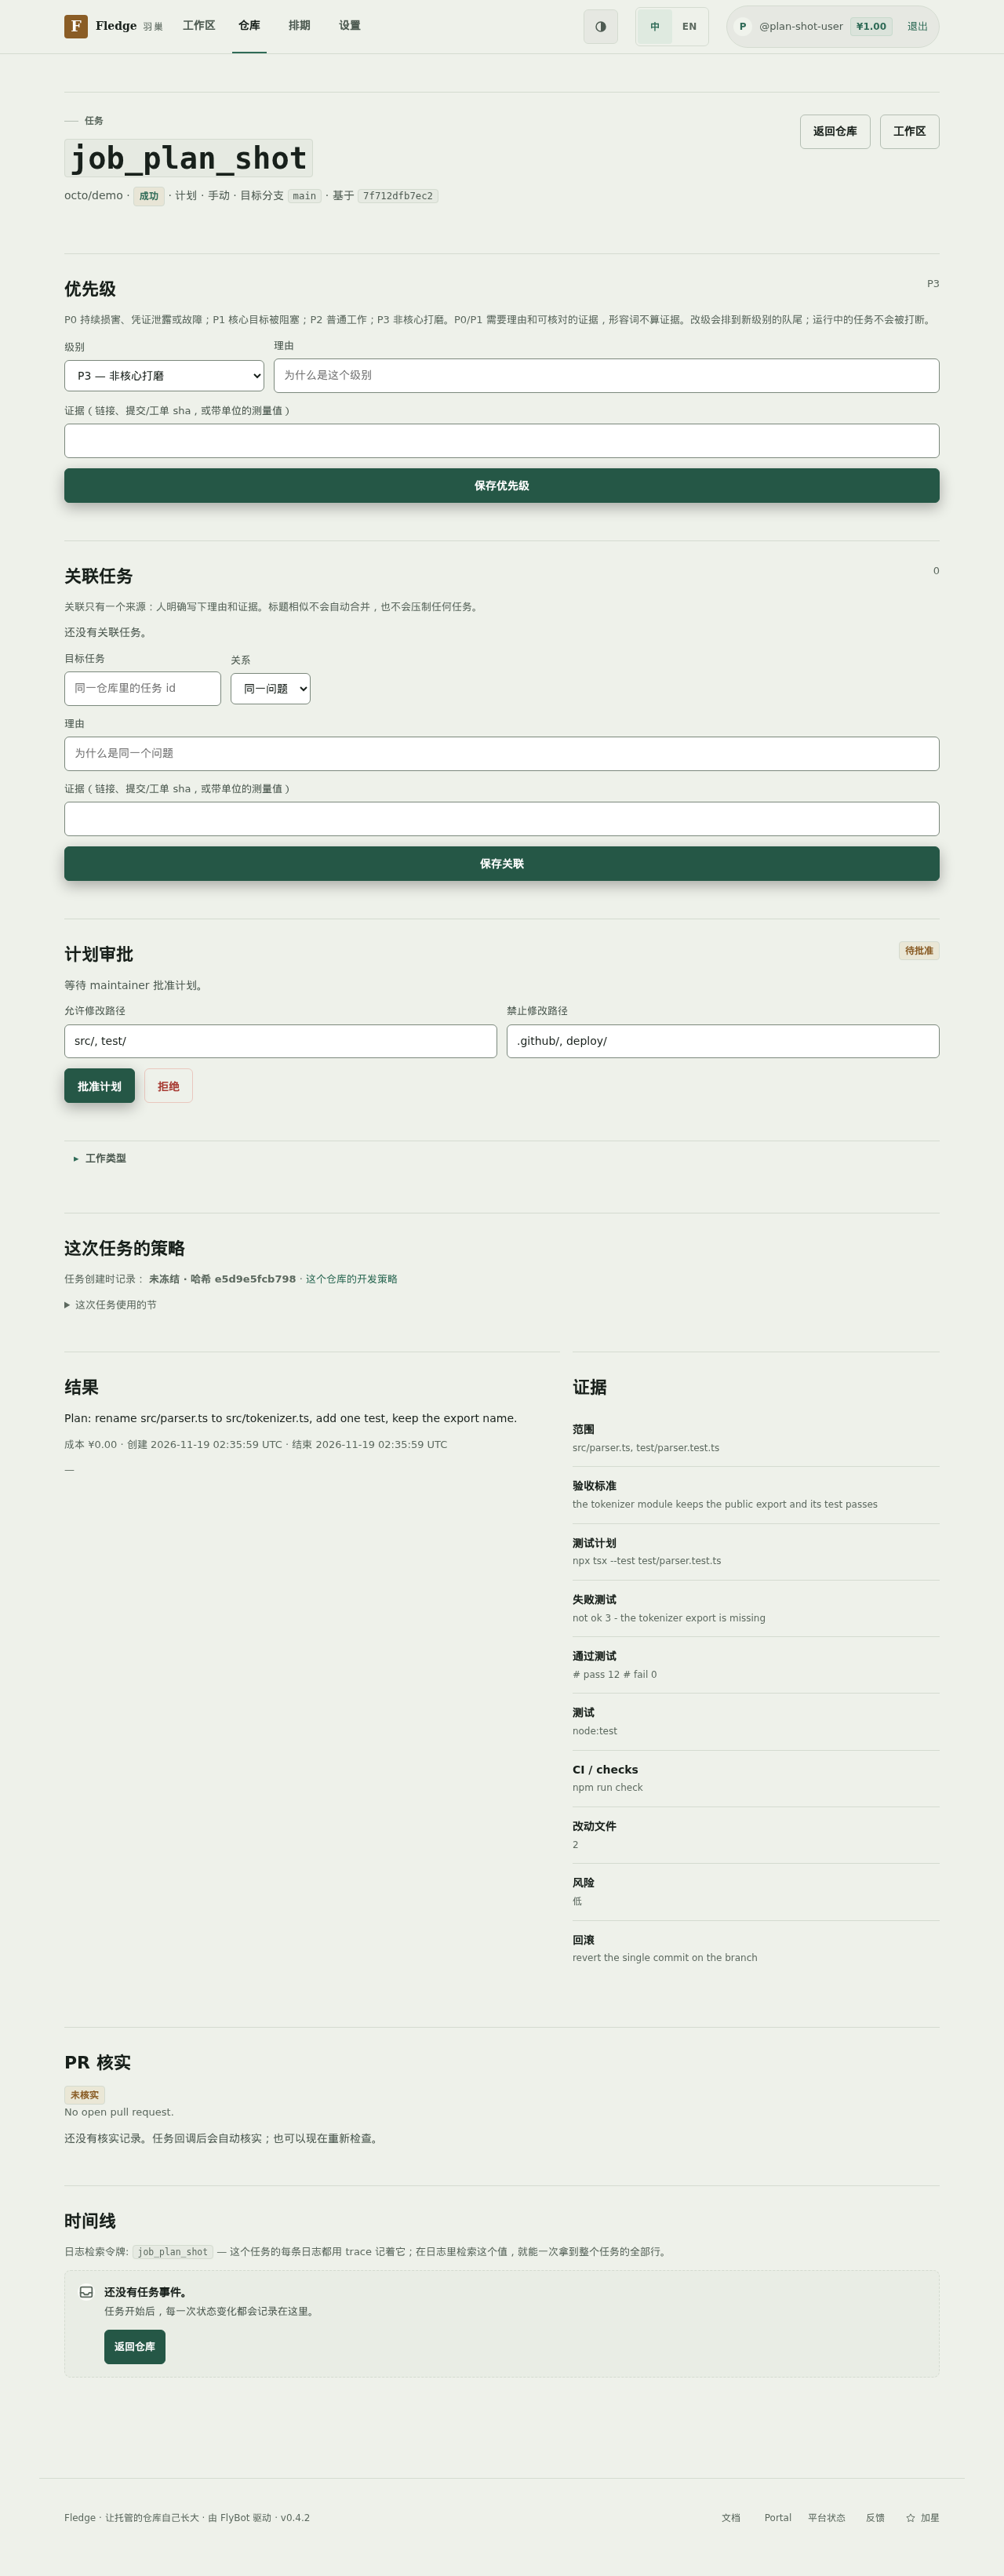 F Fledge 羽巢 工作区 仓库 排期 设置 中 EN P @plan-shot-user ¥1.00 退出
任务
返回仓库 工作区
job_plan_shot
octo/demo · 成功 · 计划 · 手动 · 目标分支 main · 基于 7f712dfb7ec2
优先级 P3
P0 持续损害、凭证泄露或故障；P1 核心目标被阻塞；P2 普通工作；P3 非核心打磨。P0/P1 需要理由和可核对的证据，形容词不算证据。改级会排到新级别的队尾；运行中的任务不会被打断。
级别 理由
P3 — 非核心打磨 为什么是这个级别
证据（链接、提交/工单 sha，或带单位的测量值）
保存优先级
关联任务 0
关联只有一个来源：人明确写下理由和证据。标题相似不会自动合并，也不会压制任何任务。
还没有关联任务。
目标任务 关系
同一仓库里的任务 id 同一问题
理由
为什么是同一个问题
证据（链接、提交/工单 sha，或带单位的测量值）
保存关联
计划审批 待批准
等待 maintainer 批准计划。
允许修改路径 禁止修改路径
src/, test/ .github/, deploy/
批准计划 拒绝
▸ 工作类型
这次任务的策略
任务创建时记录： 未冻结 · 哈希 e5d9e5fcb798 · 这个仓库的开发策略
▶ 这次任务使用的节
结果
Plan: rename src/parser.ts to src/tokenizer.ts, add one test, keep the export name.
成本 ¥0.00 · 创建 2026-11-19 02:35:59 UTC · 结束 2026-11-19 02:35:59 UTC
—
证据
范围
src/parser.ts, test/parser.test.ts
验收标准
the tokenizer module keeps the public export and its test passes
测试计划
npx tsx --test test/parser.test.ts
失败测试
not ok 3 - the tokenizer export is missing
通过测试
# pass 12 # fail 0
测试
node:test
CI / checks
npm run check
改动文件
2
风险
低
回滚
revert the single commit on the branch
PR 核实
未核实
No open pull request.
还没有核实记录。任务回调后会自动核实；也可以现在重新检查。
时间线
日志检索令牌: job_plan_shot — 这个任务的每条日志都用 trace 记着它；在日志里检索这个值，就能一次拿到整个任务的全部行。
还没有任务事件。
任务开始后，每一次状态变化都会记录在这里。
返回仓库
Fledge · 让托管的仓库自己长大 · 由 FlyBot 驱动 · v0.4.2 文档 Portal 平台状态 反馈 ☆ 加星